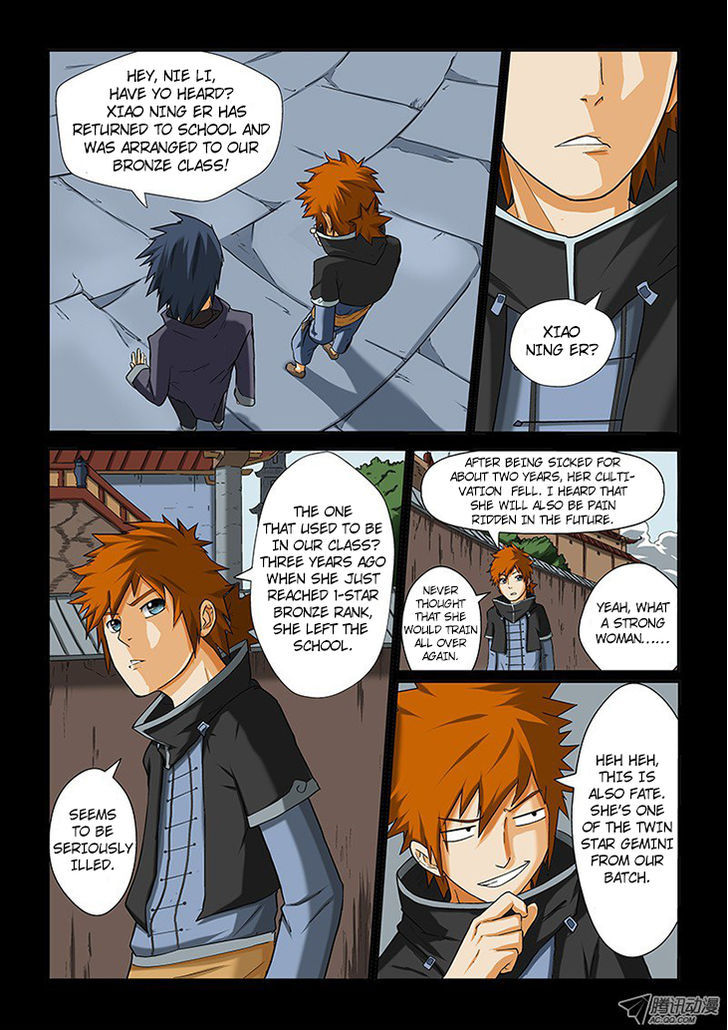 HEY, NIE LI,
HAVE YO HEARD?
XIAO NING ER HAS
RETURNED TO SCHOOL AND
WAS ARRANGED TO OUR
BRONZE CLASS!
XIAO
NING ER?
THE ONE
THAT USED TO BE
IN OUR CLASS?
THREE YEARS AGO
WHEN SHE JUST
REACHED 1-STAR
BRONZE RANK,
SHE LEFT THE
SCHOOL.
SEEMS
TO BE
SERIOUSLY
ILLED.
AFTER BEING SICKED FOR
ABOUT TWO YEARS, HER CULTI-
VATION FELL. I HEARD THAT
SHE WILL ALSO BE PAIN
RIDDEN IN THE FUTURE.
NEVER
THOUGHT
THAT SHE
WOULD TRAIN
ALL OVER
AGAIN.
YEAH, WHAT
A STRONG
WOMAN......
HEH HEH,
THIS IS
ALSO FATE.
SHE'S ONE
OF THE TWIN
STAR GEMINI
FROM OUR
BATCH.
腾讯动漫
AC.QQ.COM